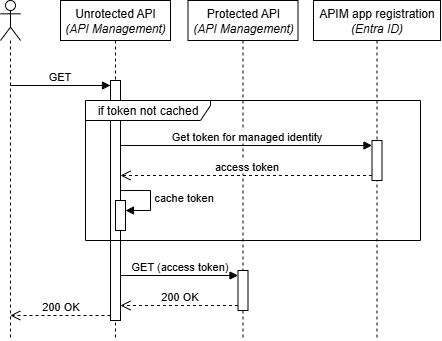 Unrotected API
(API Management)
Protected API
(API Management)
APIM app registration
(Entra ID)
GET
if token not cached
Get token for managed identity
access token
cache token
GET (access token)
200 OK
200 OK